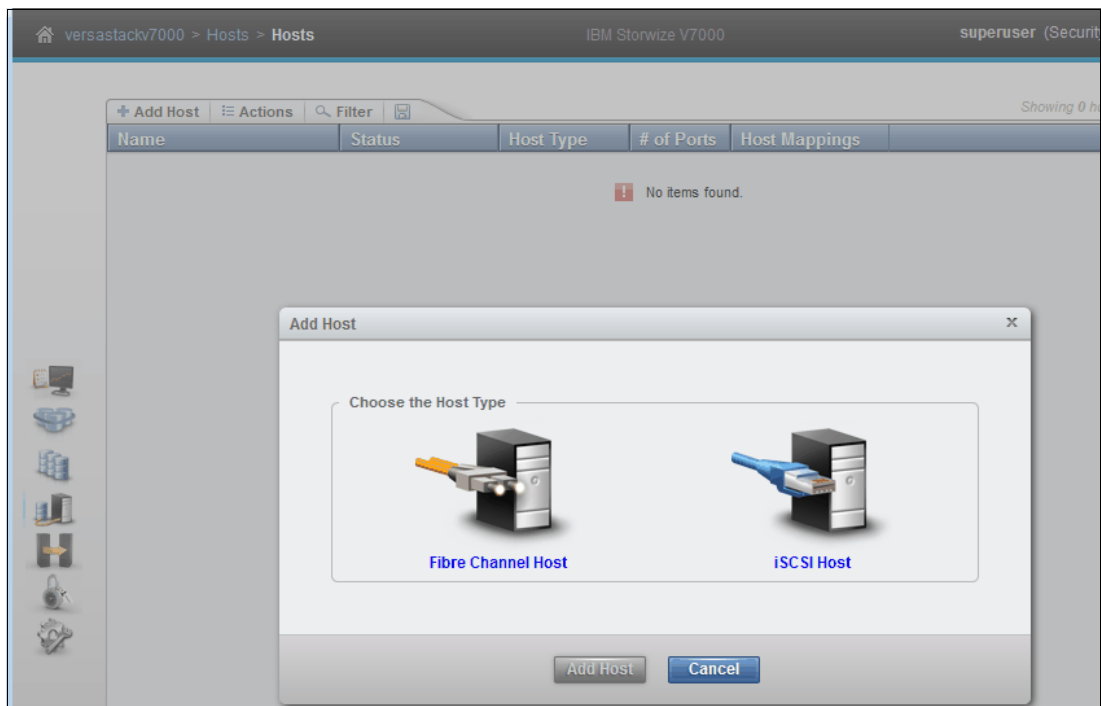 versastackv7000 > Hosts > Hosts
IBM Storwize V7000
superuser (Securit
Showing 0 h
Add Host Actions Filter
Name Status Host Type # of Ports Host Mappings
No items found.
Add Host
Choose the Host Type
Fibre Channel Host
iSCSI Host
Add Host
Cancel